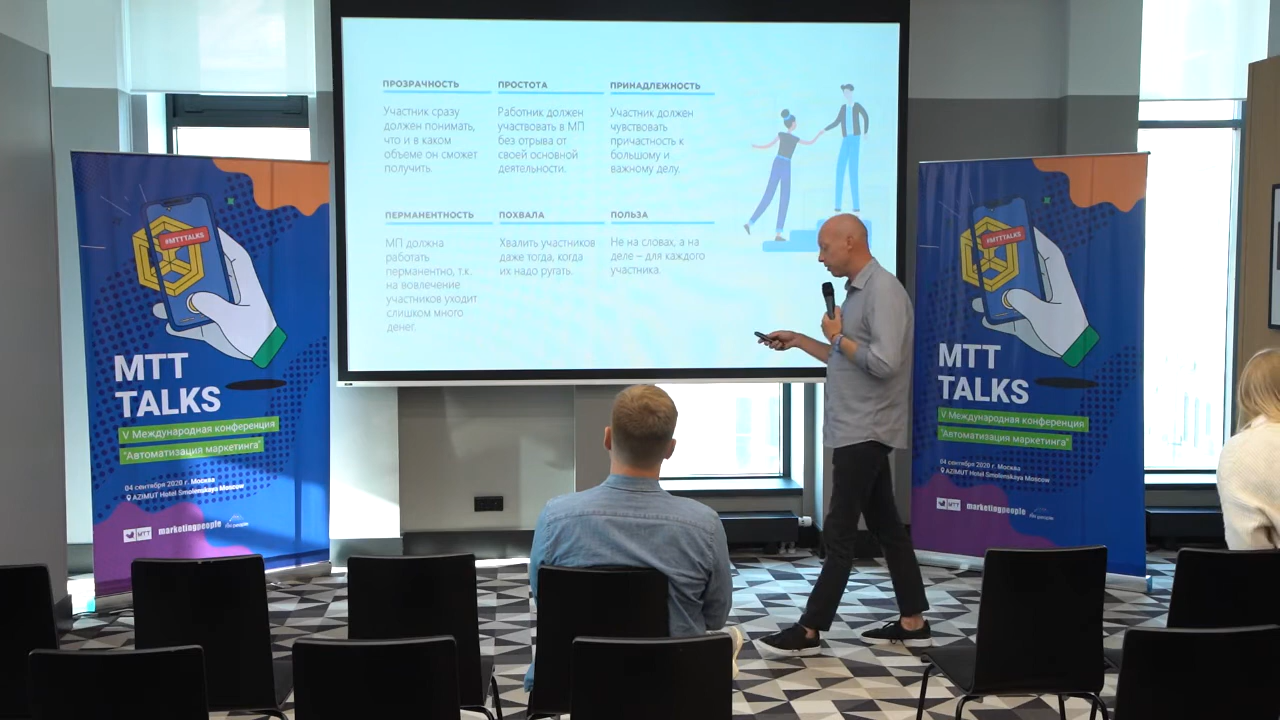 ПРОЗРАЧНОСТЬ
Участник сразу
должен понимать,
что и в каком
объеме он сможет
получить.
ПРОСТОТА
Работник должен
участвовать в МП
без отрыва от
своей основной
деятельности.
ПРИНАДЛЕЖНОСТЬ
Участник должен
чувствовать
причастность к
большому и
важному делу.
ПЕРМАНЕНТНОСТЬ
МП должна
работать
перманентно, т.к.
на вовлечение
участников уходит
слишком много
денег.
ПОХВАЛА
Хвалить участников
даже тогда, когда
их надо ругать.
ПОЛЬЗА
Не на словах, а на
деле – для каждого
участника.
#MTTTALKS
MTT
TALKS
V Международная конференция
"Автоматизация маркетинга"
04 сентября 2020 г. Москва
AZIMUT Hotel Smolenskaya Moscow
MTT marketingpeople
#MTTTALKS
MTT
TALKS
V Международная конференция
"Автоматизация маркетинга"
04 сентября 2020 г. Москва
AZIMUT Hotel Smolenskaya Moscow
MTT marketingpeople